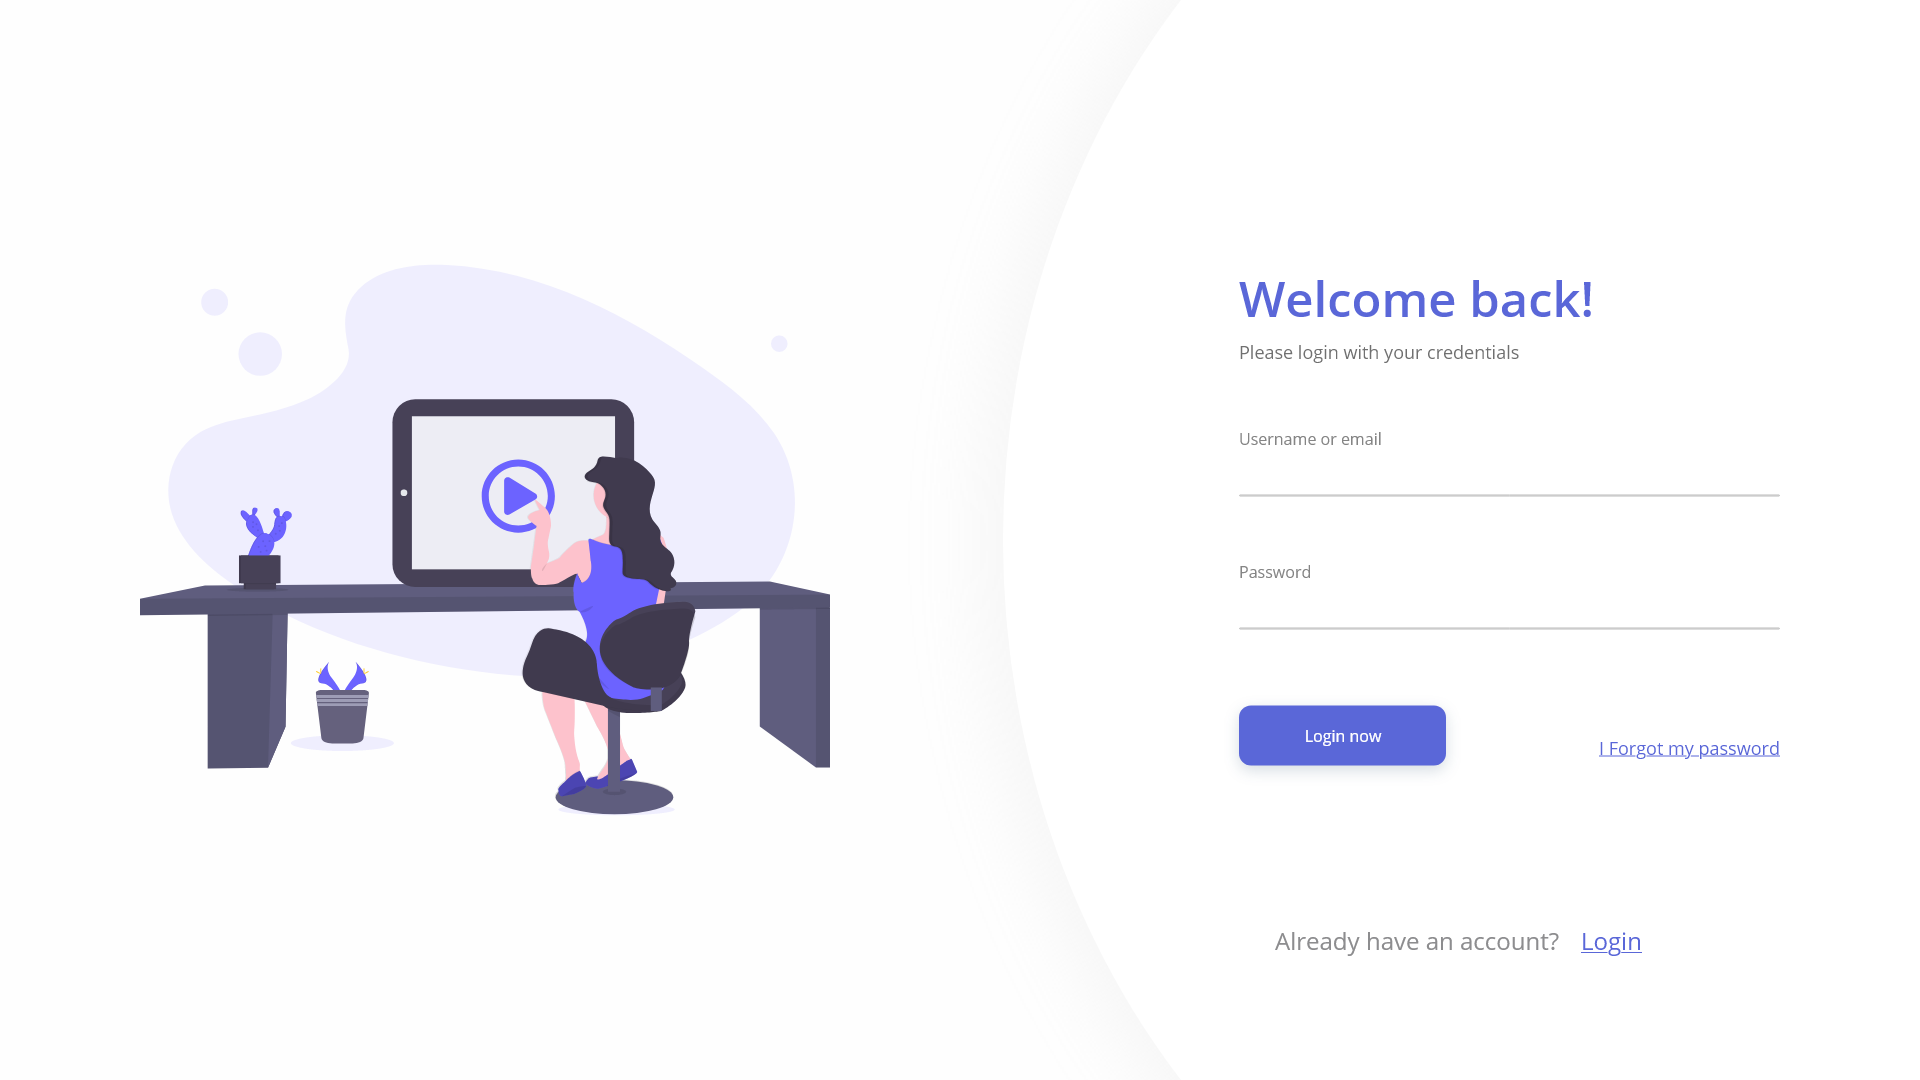 Welcome back!
Please login with your credentials
Username or email
Password
Login now
I Forgot my password
Already have an account? Login